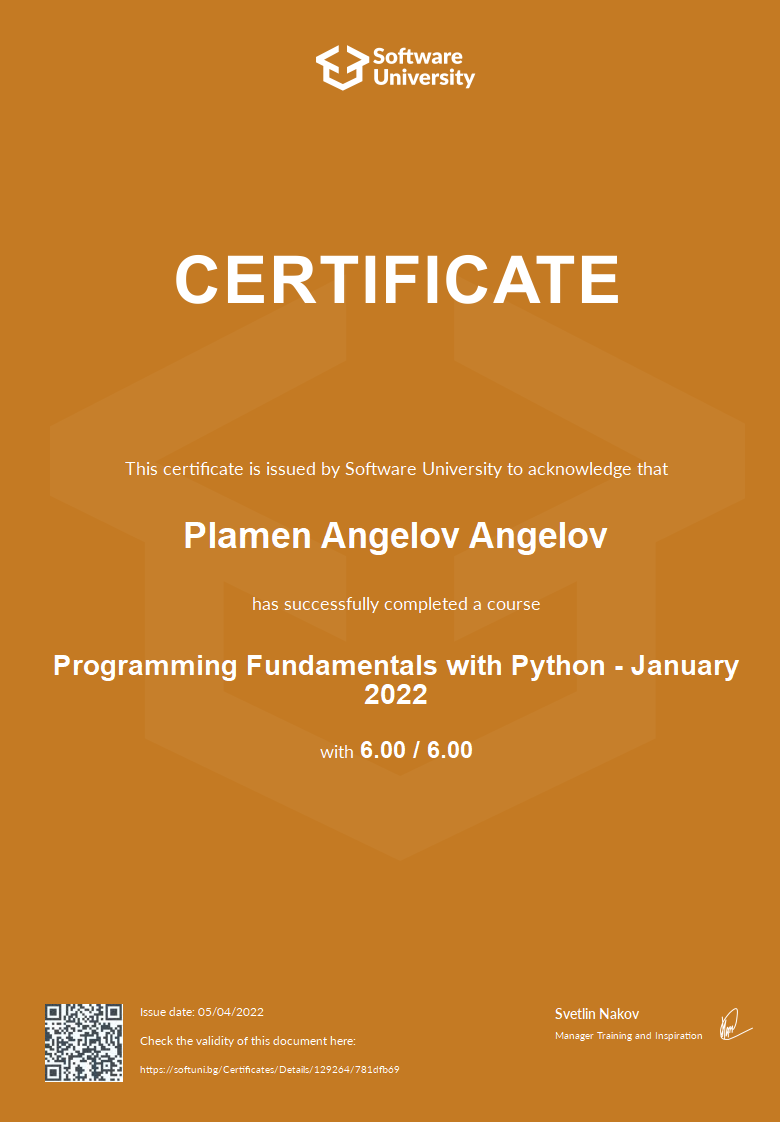 Software
University
CERTIFICATE
This certificate is issued by Software University to acknowledge that
Plamen Angelov Angelov
has successfully completed a course
Programming Fundamentals with Python - January
2022
with 6.00 / 6.00
Issue date: 05/04/2022
Check the validity of this document here:
https://softuni.bg/Certificates/Details/129264/781dfb69
Svetlin Nakov
Manager Training and Inspiration